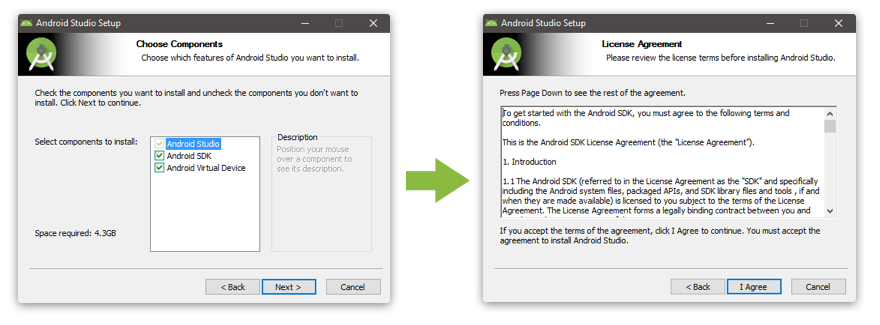 Android Studio Setup
Choose Components
Choose which features of Android Studio you want to install.
Check the components you want to install and uncheck the components you don't want to
install. Click Next to continue.
Select components to install:
Android Studio
Android SDK
Android Virtual Device
Description
Position your mouse
over a component to
see its description.
Space required: 4.3GB
< Back
Next >
Cancel
Android Studio Setup
License Agreement
Please review the license terms before installing Android Studio.
Press Page Down to see the rest of the agreement.
To get started with the Android SDK, you must agree to the following terms and
conditions.
This is the Android SDK License Agreement (the "License Agreement").
1. Introduction
1.1 The Android SDK (referred to in the License Agreement as the "SDK" and specifically
including the Android system files, packaged APIs, and SDK library files and tools , if and
when they are made available) is licensed to you subject to the terms of the License
Agreement. The License Agreement forms a legally binding contract between you and
If you accept the terms of the agreement, click I Agree to continue. You must accept the
agreement to install Android Studio.
< Back
I Agree
Cancel